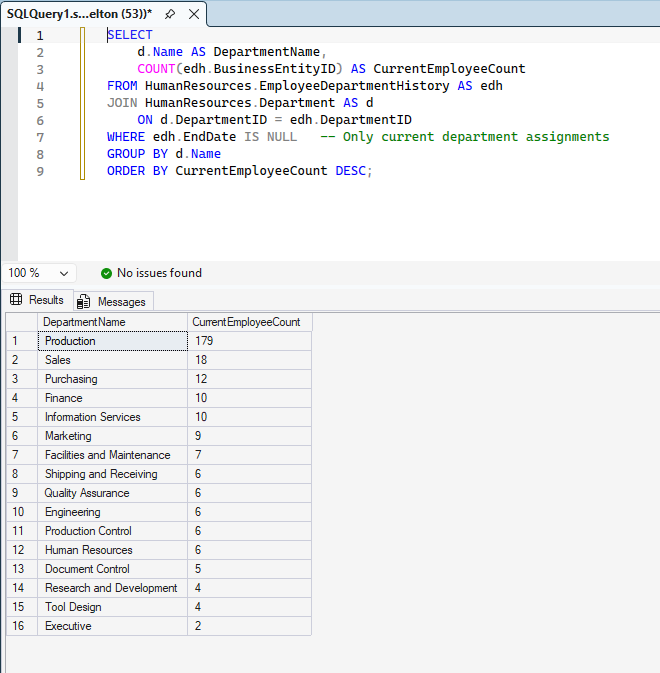 SQLQuery1.s...elton (53))*
1 SELECT
2 d.Name AS DepartmentName,
3 COUNT(edh.BusinessEntityID) AS CurrentEmployeeCount
4 FROM HumanResources.EmployeeDepartmentHistory AS edh
5 JOIN HumanResources.Department AS d
6 ON d.DepartmentID = edh.DepartmentID
7 WHERE edh.EndDate IS NULL -- Only current department assignments
8 GROUP BY d.Name
9 ORDER BY CurrentEmployeeCount DESC;
100 % No issues found
Results Messages
DepartmentName CurrentEmployeeCount
1 Production 179
2 Sales 18
3 Purchasing 12
4 Finance 10
5 Information Services 10
6 Marketing 9
7 Facilities and Maintenance 7
8 Shipping and Receiving 6
9 Quality Assurance 6
10 Engineering 6
11 Production Control 6
12 Human Resources 6
13 Document Control 5
14 Research and Development 4
15 Tool Design 4
16 Executive 2